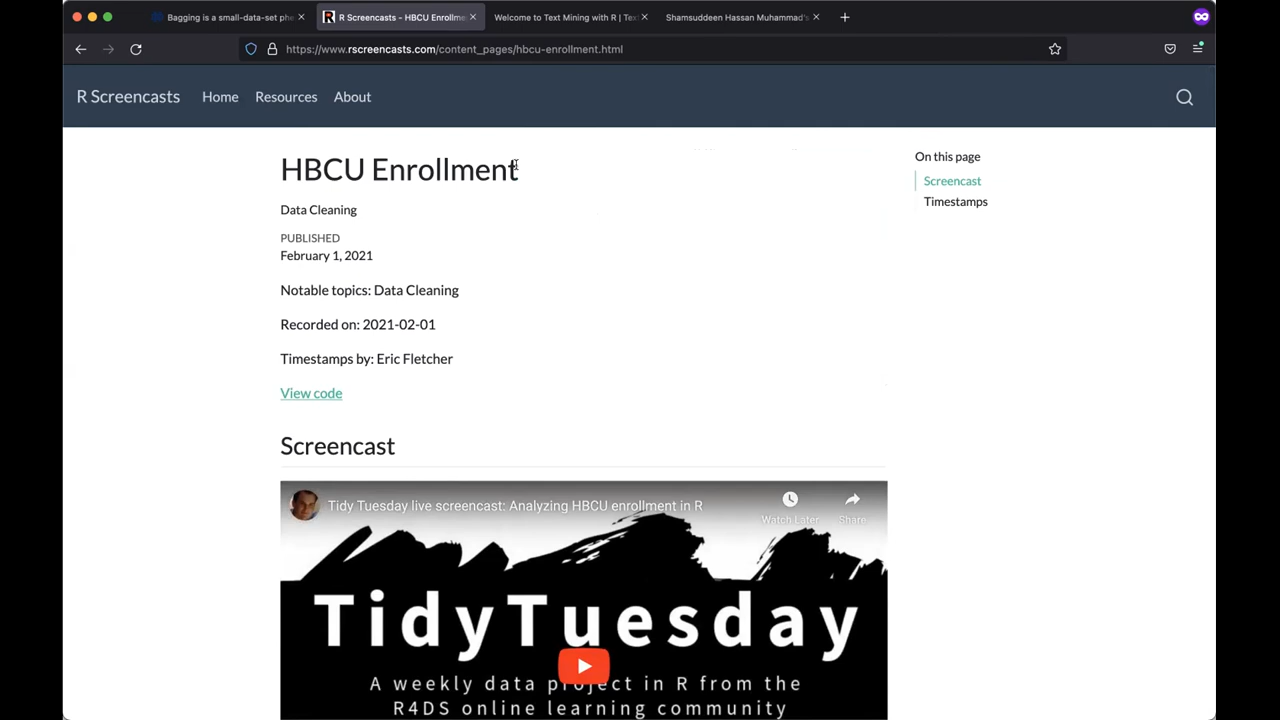 Bagging is a small-data-set phe
R Screencasts - HBCU Enrollme
Welcome to Text Mining with R | Tex
Shamsuddeen Hassan Muhammad's
https://www.rscreencasts.com/content_pages/hbcu-enrollment.html
R Screencasts Home Resources About
HBCU Enrollment
Data Cleaning
PUBLISHED
February 1, 2021
Notable topics: Data Cleaning
Recorded on: 2021-02-01
Timestamps by: Eric Fletcher
View code
Screencast
Tidy Tuesday live screencast: Analyzing HBCU enrollment in R
Watch Later
Share
TidyTuesday
A weekly data project in R from the
R4DS online learning community
On this page
Screencast
Timestamps